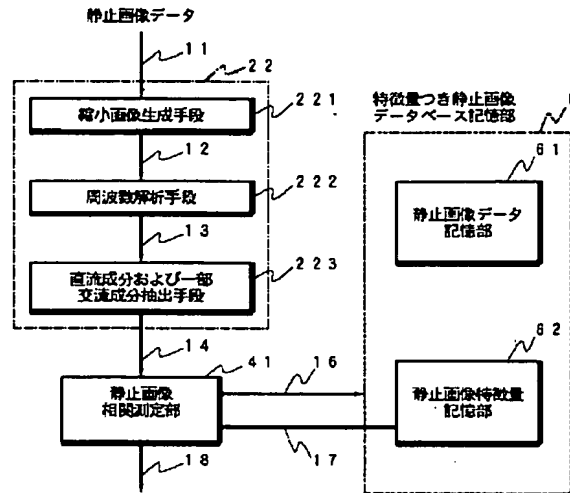 静止画像データ
11
22
縮小画像生成手段
221
12
周波数解析手段
222
13
直流成分および一部
交流成分抽出手段
223
14
静止画像
相関測定部
41
16
17
18
特徴量つき静止画像
データベース記憶部
静止画像データ
記憶部
61
静止画像特徴量
記憶部
62